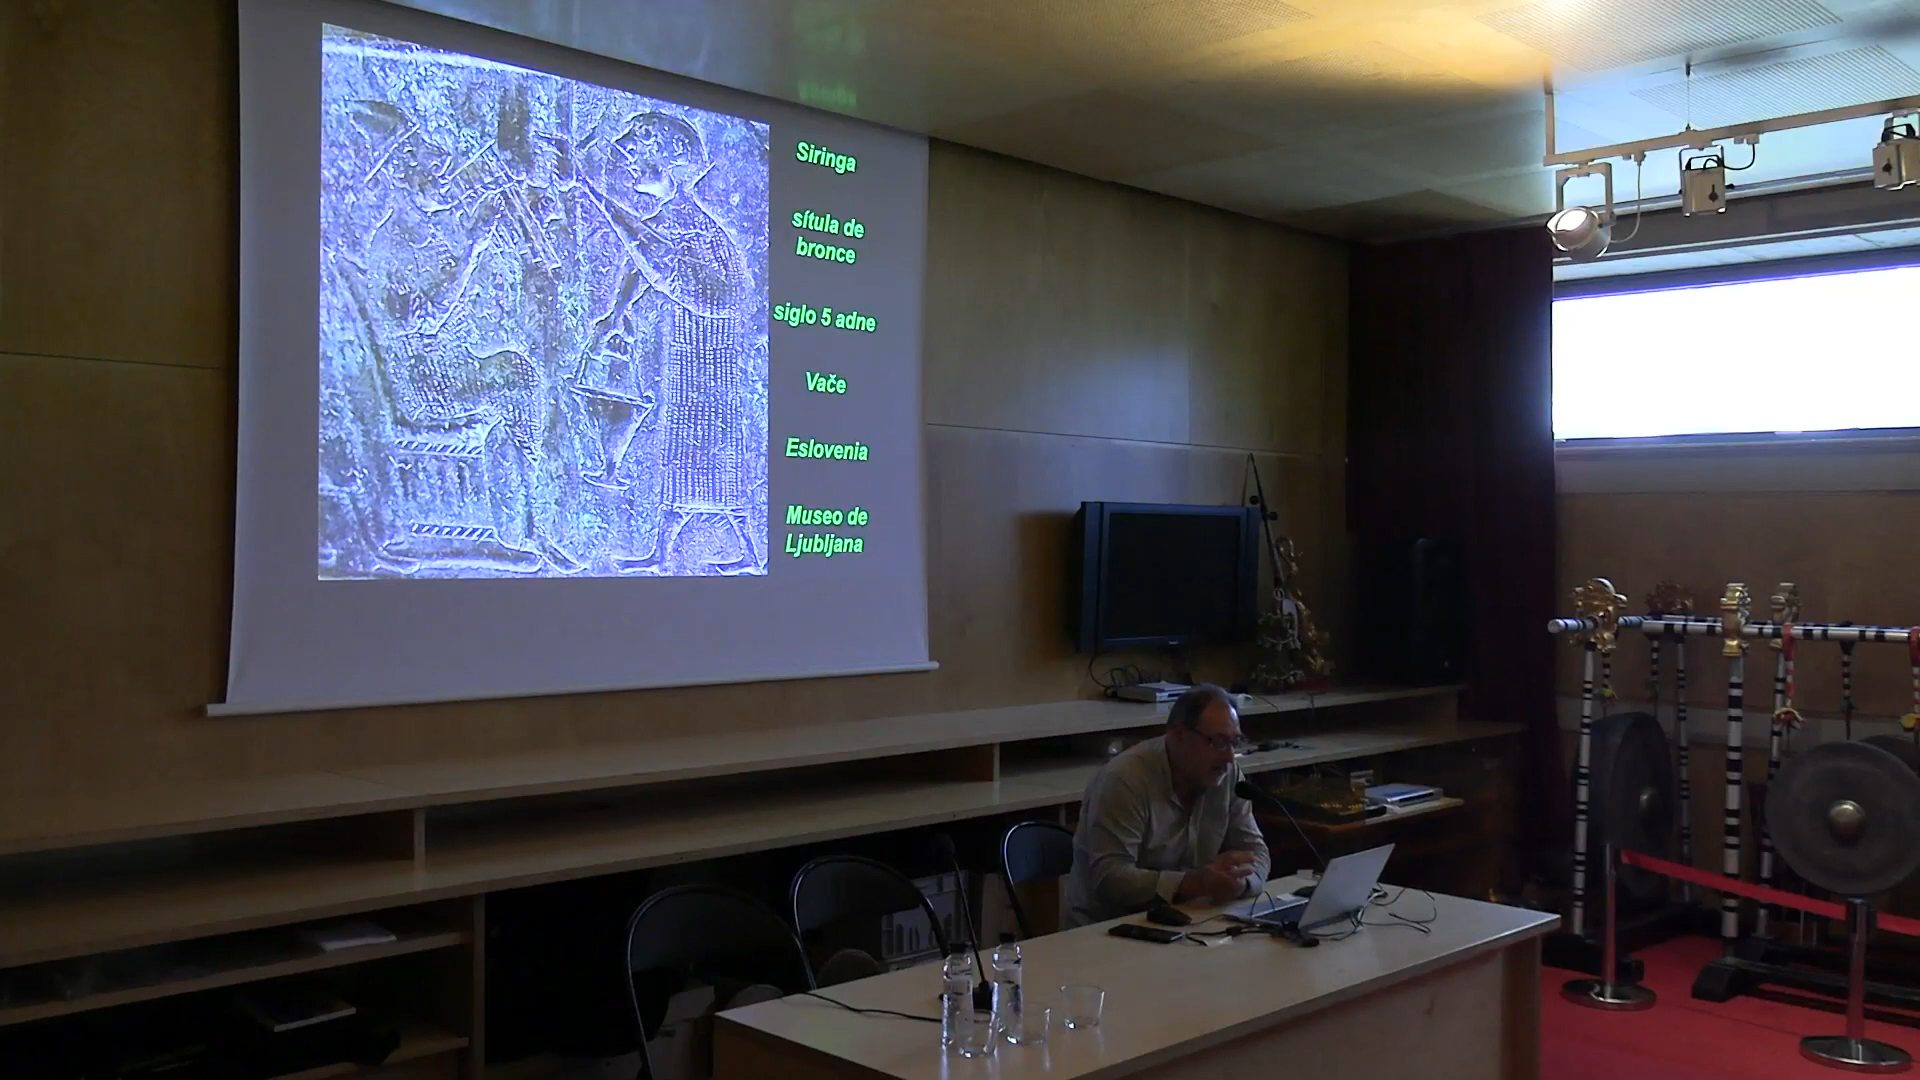 Siringa
sítula de
bronce
siglo 5 adne
Vače
Eslovenia
Museo de
Ljubljana